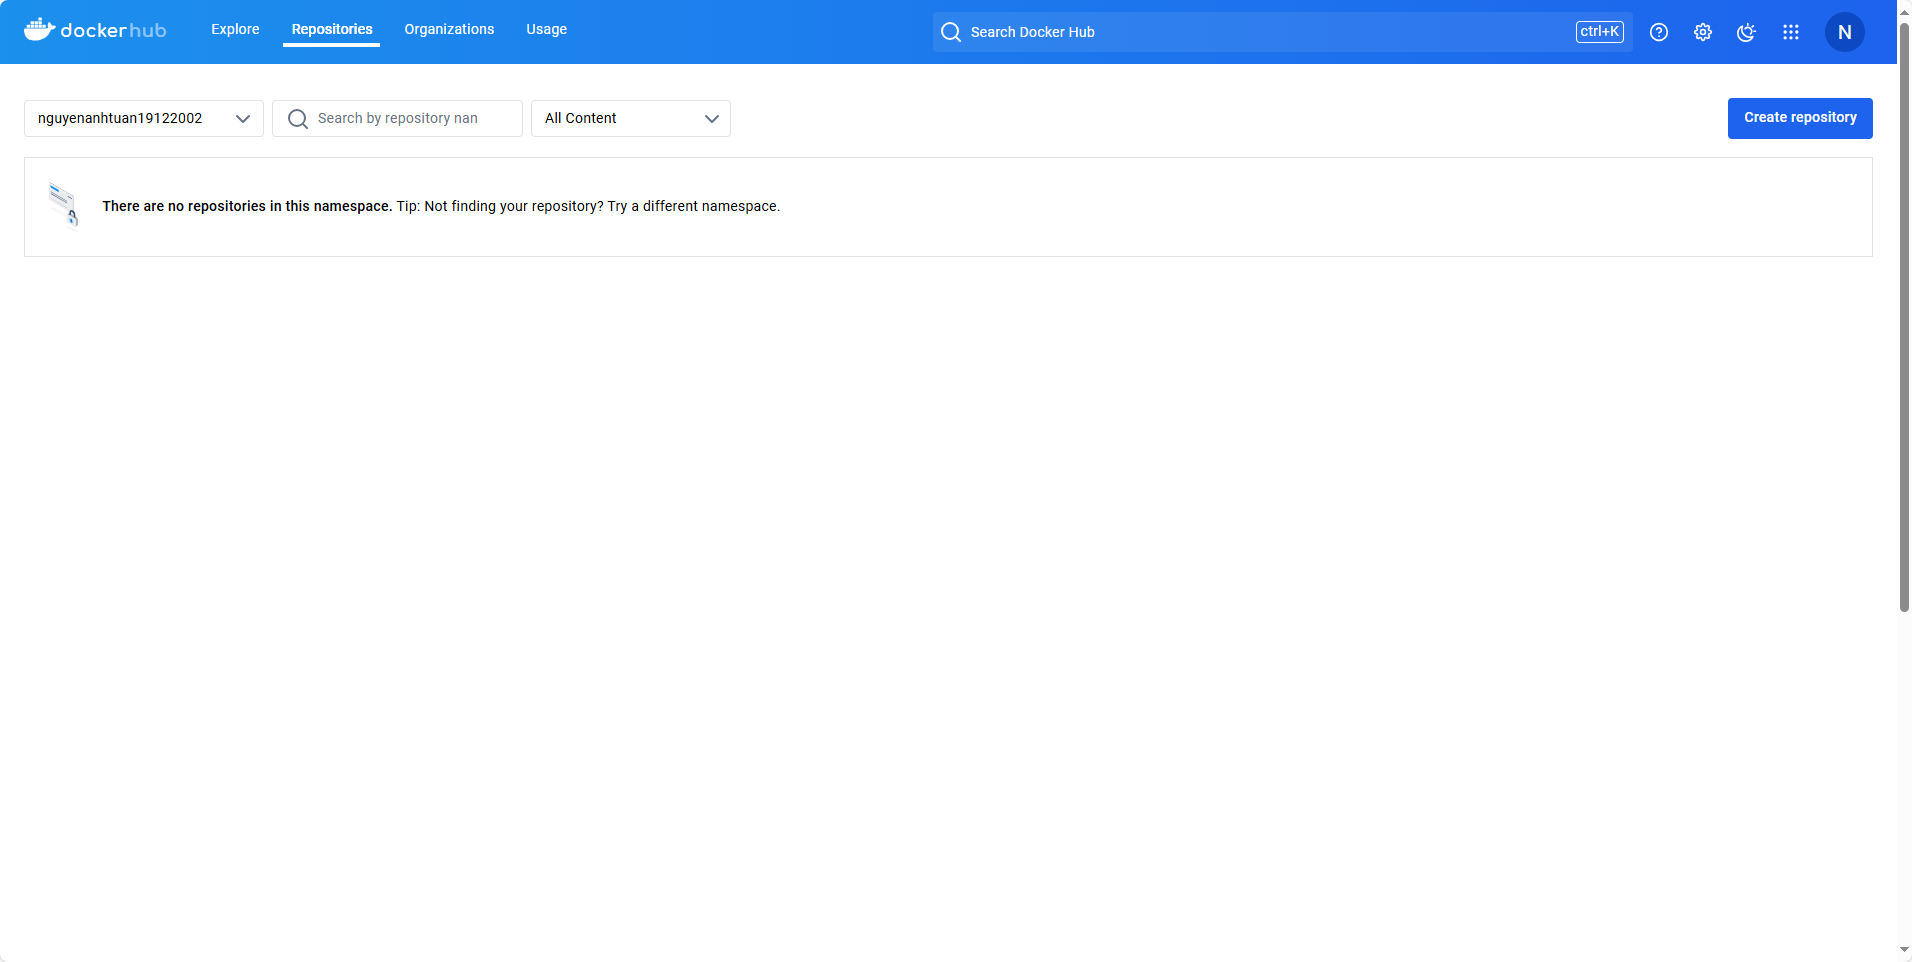 dockerhub
Explore
Repositories
Organizations
Usage
Search Docker Hub
ctrl+K
N
nguyenanhtuan19122002
Search by repository nan
All Content
Create repository
There are no repositories in this namespace. Tip: Not finding your repository? Try a different namespace.